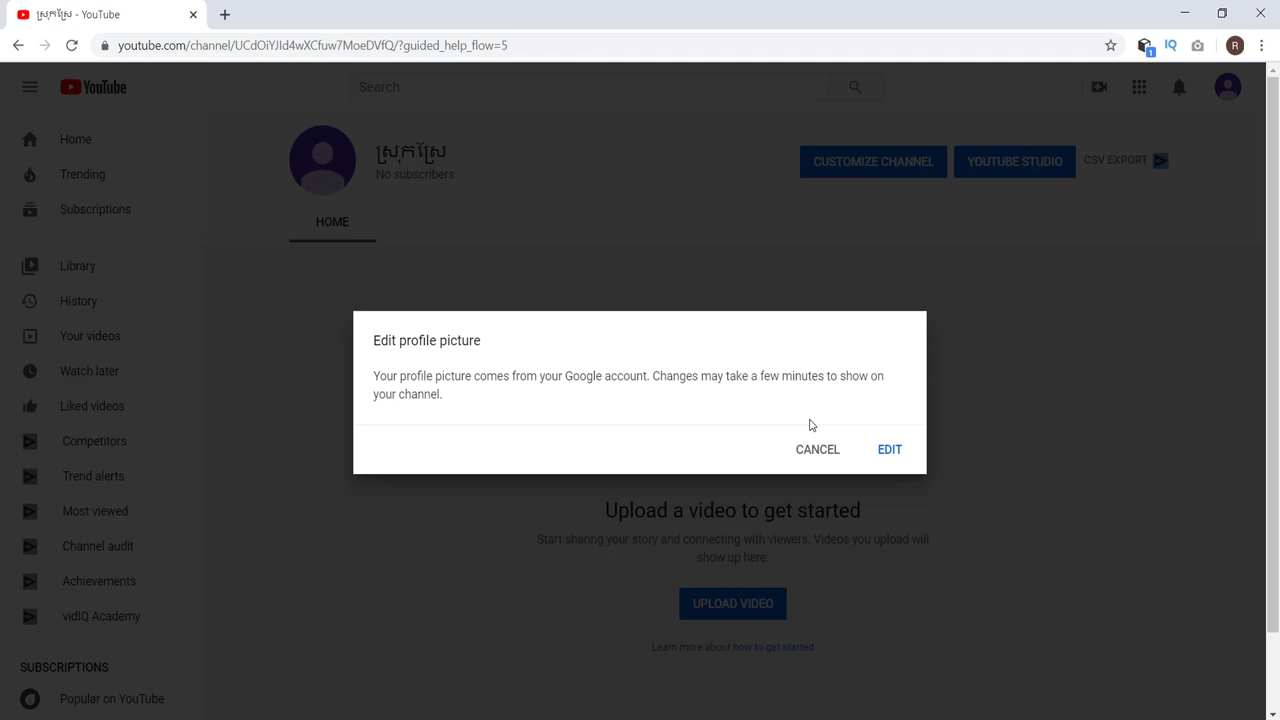 ស្រុកស្រែ - YouTube
youtube.com/channel/UCdOiYJId4wXCfuw7MoeDVfQ/?guided_help_flow=5
1
IQ
R
YouTube
Search
Home
Trending
Subscriptions
Library
History
Your videos
Watch later
Liked videos
Competitors
Trend alerts
Most viewed
Channel audit
Achievements
vidIQ Academy
SUBSCRIPTIONS
Popular on YouTube
ស្រុកស្រែ
No subscribers
CUSTOMIZE CHANNEL
YOUTUBE STUDIO
CSV EXPORT
HOME
Edit profile picture
Your profile picture comes from your Google account. Changes may take a few minutes to show on
your channel.
CANCEL
EDIT
Upload a video to get started
Start sharing your story and connecting with viewers. Videos you upload will
show up here.
UPLOAD VIDEO
Learn more about how to get started